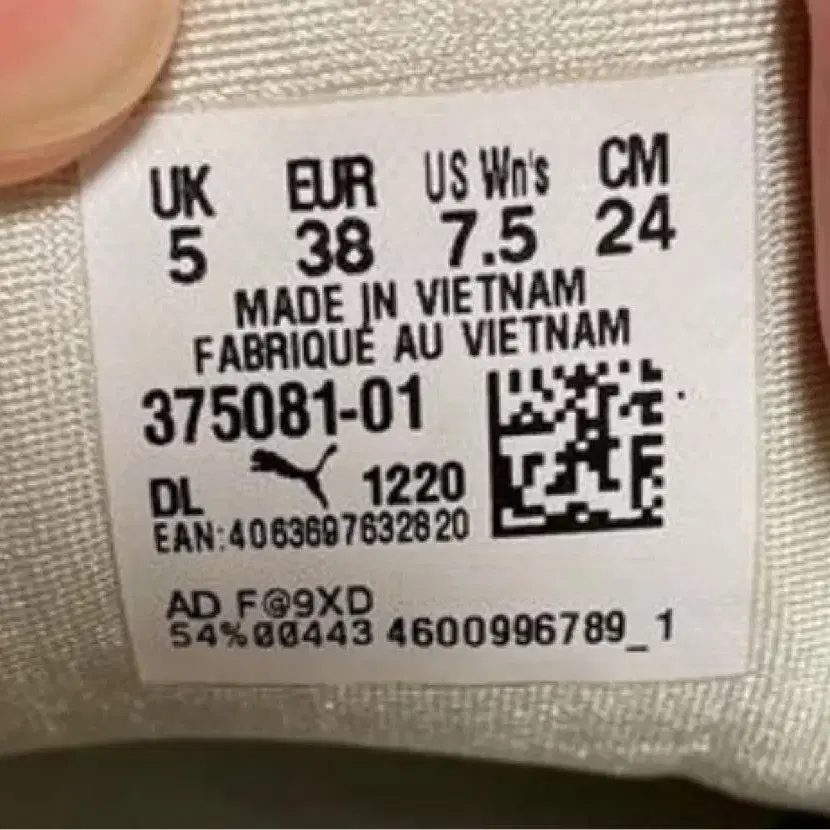 UK EUR US Wn's CM
5 38 7.5 24
MADE IN VIETNAM
FABRIQUÉ AU VIETNAM
375081-01
DL 1220
EAN:4063697632820
AD F@9XD
54%00443 4600996789_1